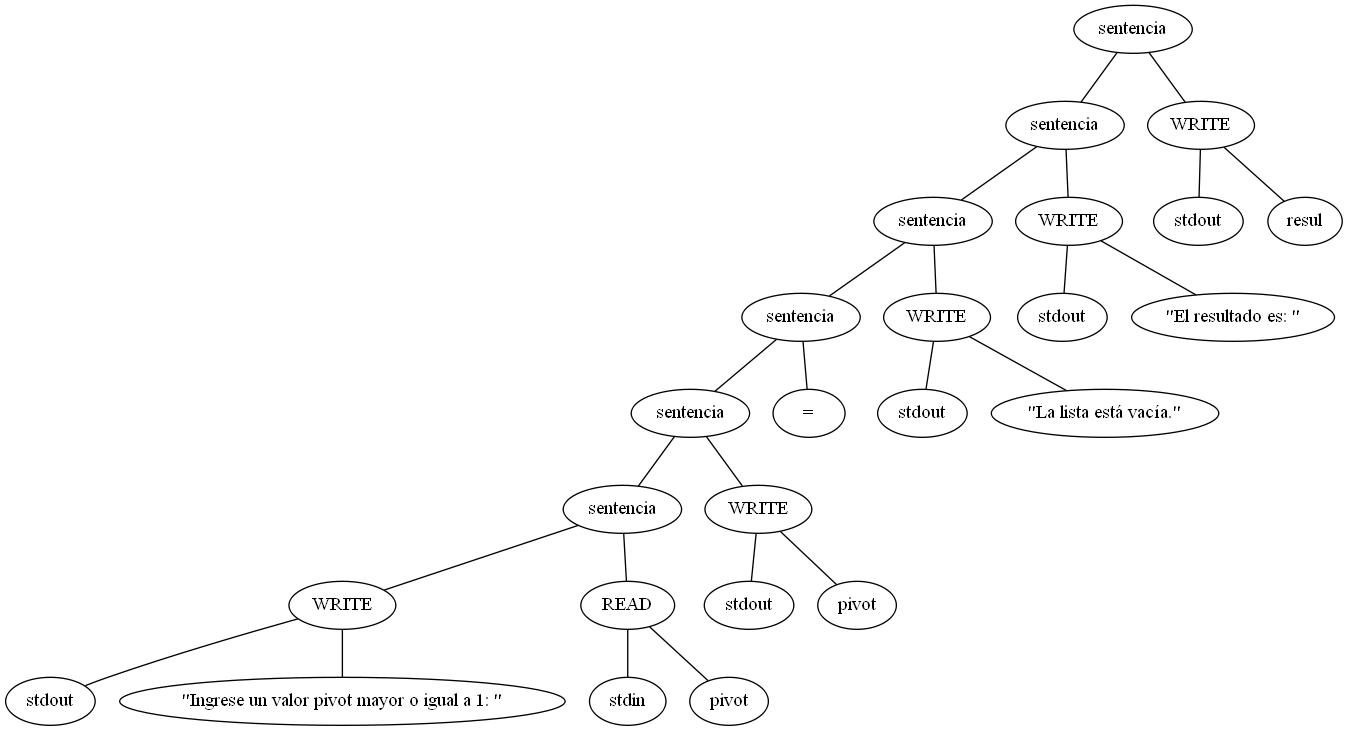 sentencia
sentencia WRITE
sentencia WRITE stdout resul
sentencia WRITE stdout "El resultado es: "
sentencia = stdout "La lista está vacía."
sentencia WRITE
WRITE READ stdout pivot
stdout "Ingrese un valor pivot mayor o igual a 1: " stdin pivot